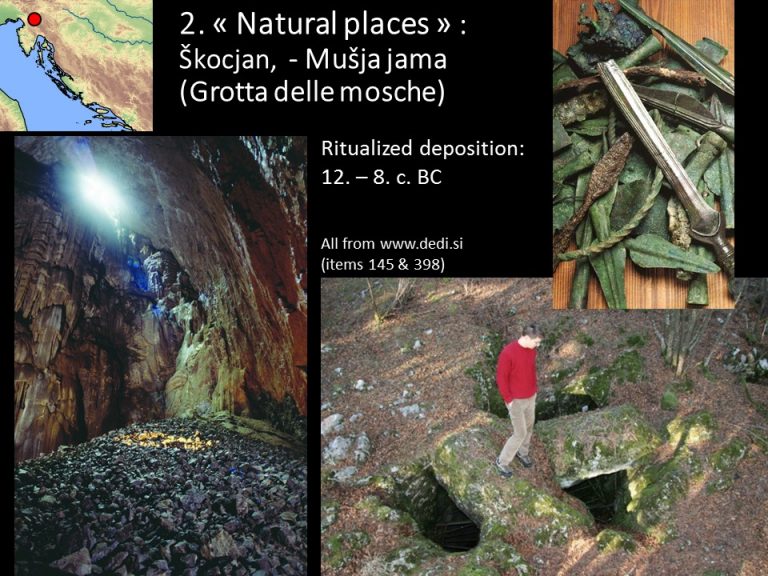 2. « Natural places » :
Škocjan, - Mušja jama
(Grotta delle mosche)
Ritualized deposition:
12. – 8. c. BC
All from www.dedi.si
(items 145 & 398)